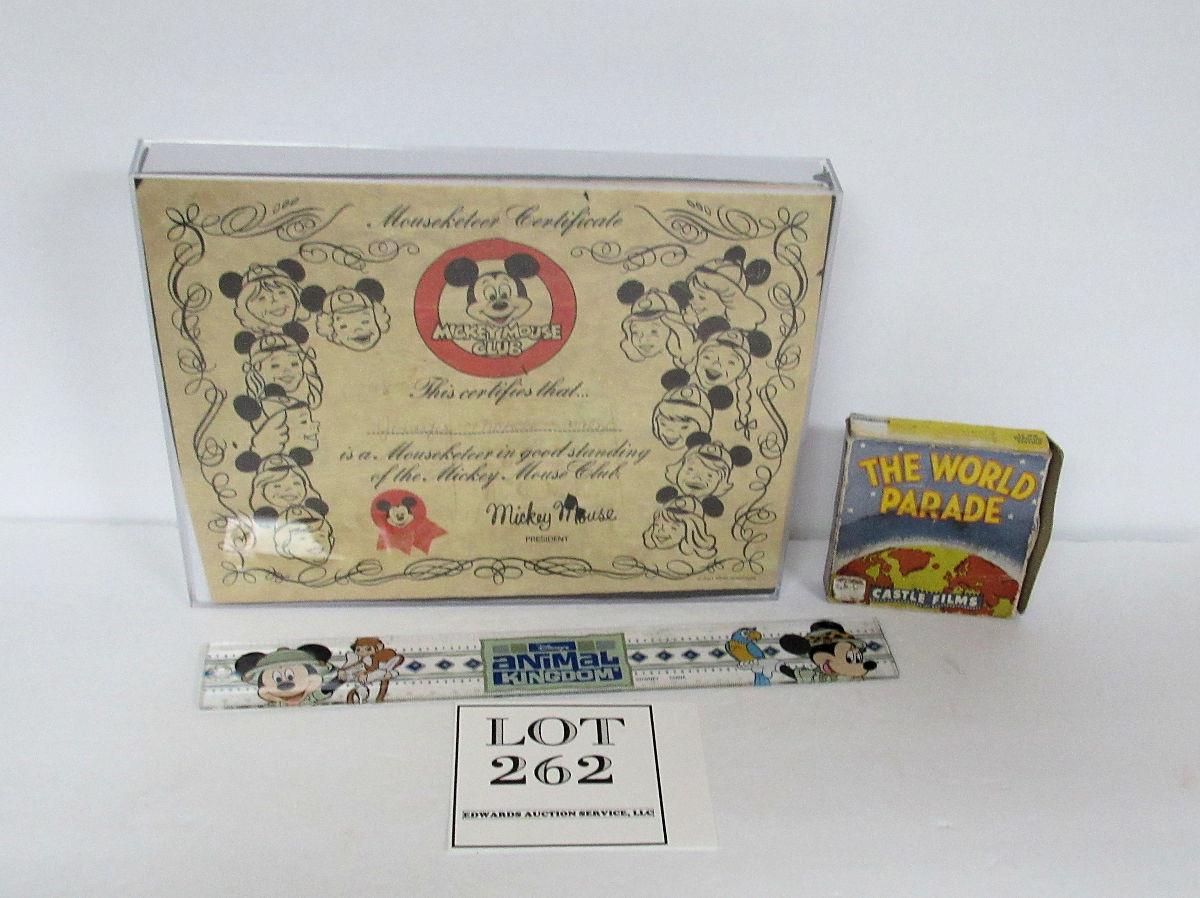 Mouseketeer Certificate
MICKEY MOUSE
CLUB
This certifies that...
is a Mouseketeer in good standing
of the Mickey Mouse Club.
Mickey Mouse
PRESIDENT
THE WORLD
PARADE
CASTLE FILMS
Disney's
ANIMAL
KINGDOM
LOT
262
EDWARDS AUCTION SERVICE, LLC